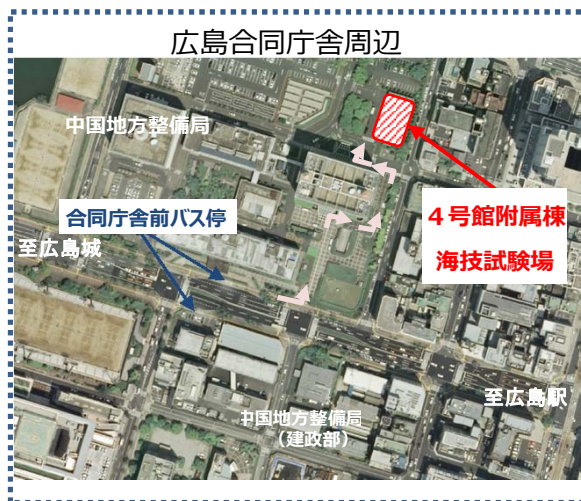 広島合同庁舎周辺
中国地方整備局
４号館附属棟
海技試験場
合同庁舎前バス停
至広島城
至広島駅
中国地方整備局
（建政部）